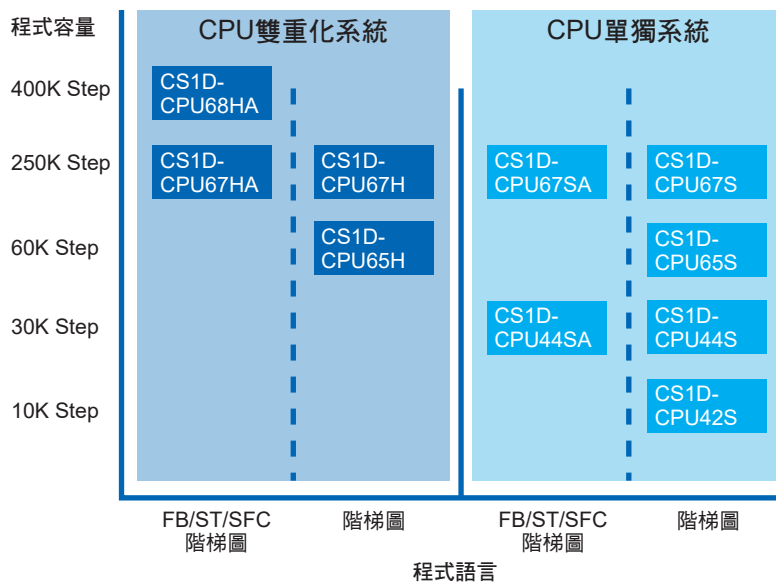 程式容量
CPU雙重化系統
CPU單獨系統
400K Step
CS1D-
CPU68HA
250K Step
CS1D-
CPU67HA
CS1D-
CPU67H
CS1D-
CPU67SA
CS1D-
CPU67S
60K Step
CS1D-
CPU65H
CS1D-
CPU65S
30K Step
CS1D-
CPU44SA
CS1D-
CPU44S
10K Step
CS1D-
CPU42S
FB/ST/SFC
階梯圖
階梯圖
FB/ST/SFC
階梯圖
階梯圖
程式語言